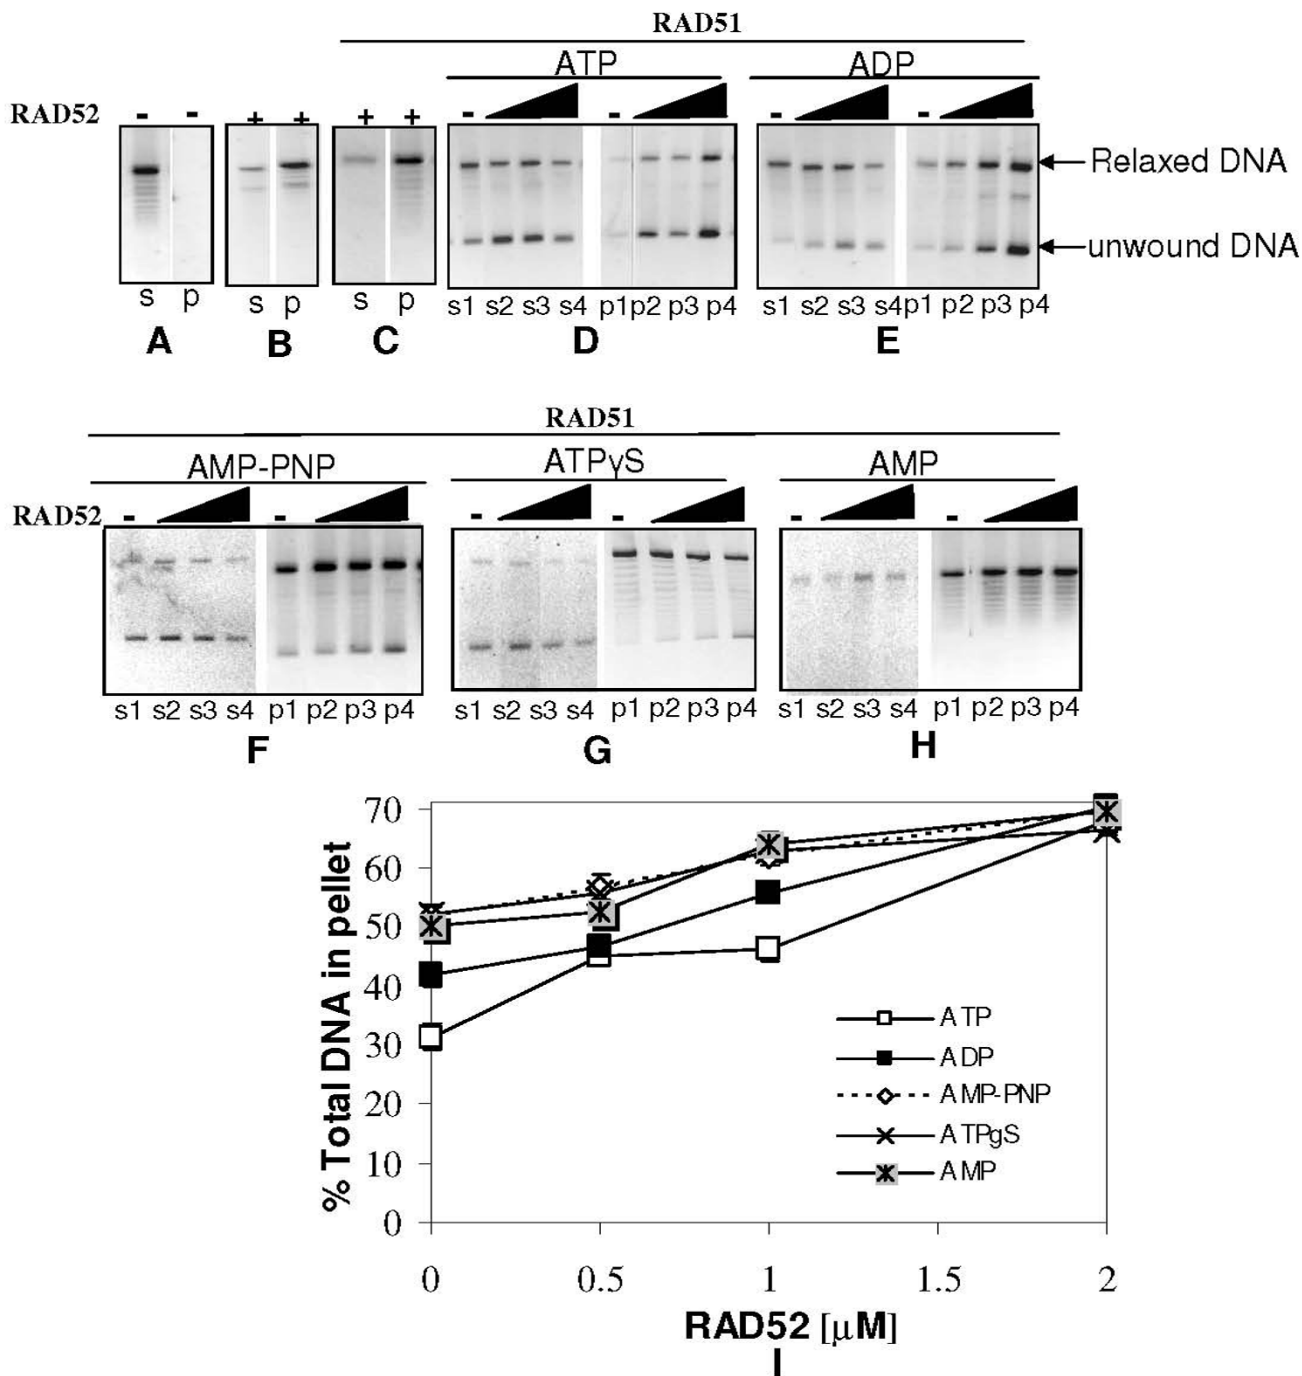 RAD51
ATP ADP
RAD52 - - + + + + - - - -
Relaxed DNA
unwound DNA
s p s p s p s1 s2 s3 s4 p1 p2 p3 p4 s1 s2 s3 s4 p1 p2 p3 p4
A B C D E
RAD51
AMP-PNP ATPγS AMP
RAD52 - - - - - -
s1 s2 s3 s4 p1 p2 p3 p4 s1 s2 s3 s4 p1 p2 p3 p4 s1 s2 s3 s4 p1 p2 p3 p4
F G H
% Total DNA in pellet
70
60
50
40
30
20
10
0
ATP
ADP
AMP-PNP
ATPgS
AMP
0 0.5 1 1.5 2
RAD52 [μM]
I